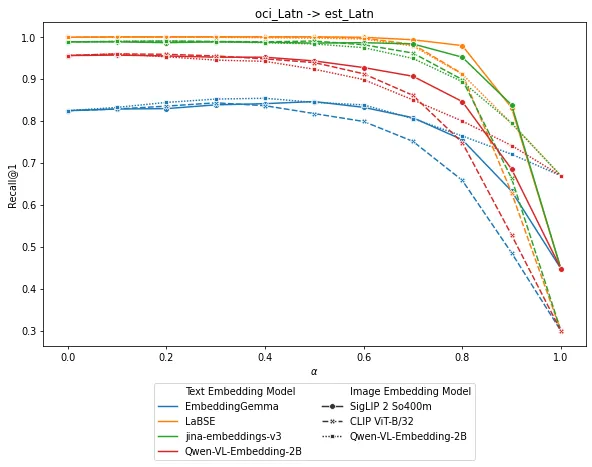 oci_Latn -> est_Latn
Recall@1
1.0
0.9
0.8
0.7
0.6
0.5
0.4
0.3
0.0 0.2 0.4 0.6 0.8 1.0
α
Text Embedding Model
EmbeddingGemma
LaBSE
jina-embeddings-v3
Qwen-VL-Embedding-2B
Image Embedding Model
SigLIP 2 So400m
CLIP ViT-B/32
Qwen-VL-Embedding-2B